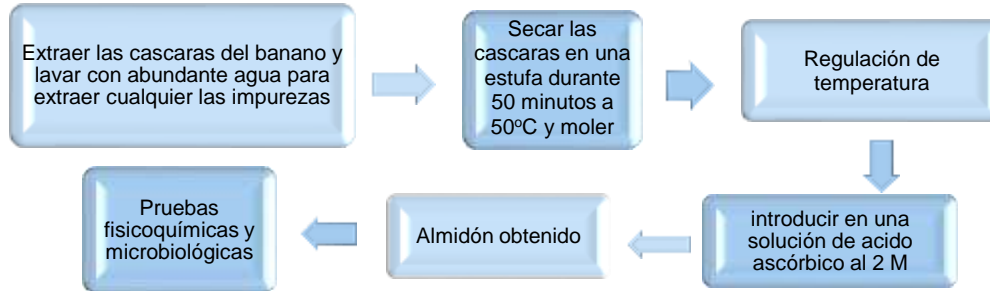 Extraer las cascaras del banano y
lavar con abundante agua para
extraer cualquier las impurezas
Secar las
cascaras en una
estufa durante
50 minutos a
50ºC y moler
Regulación de
temperatura
introducir en una
solución de acido
ascórbico al 2 M
Almidón obtenido
Pruebas
fisicoquímicas y
microbiológicas